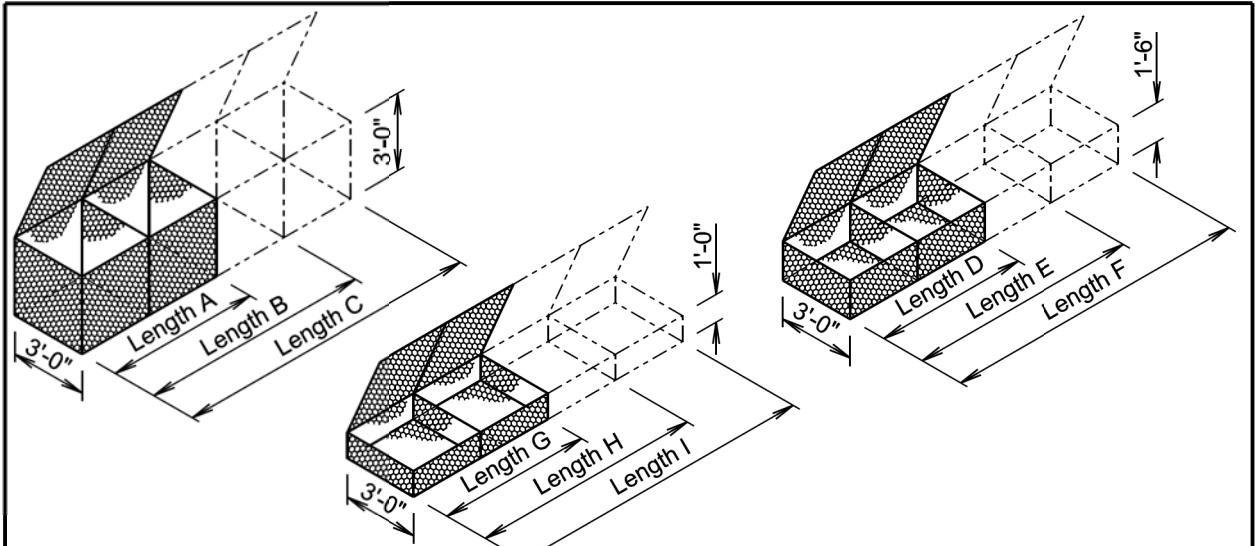 3'-0"
Length A
Length B
Length C
3'-0"
1'-6"
Length D
Length E
Length F
3'-0"
1'-0"
Length G
Length H
Length I
3'-0"